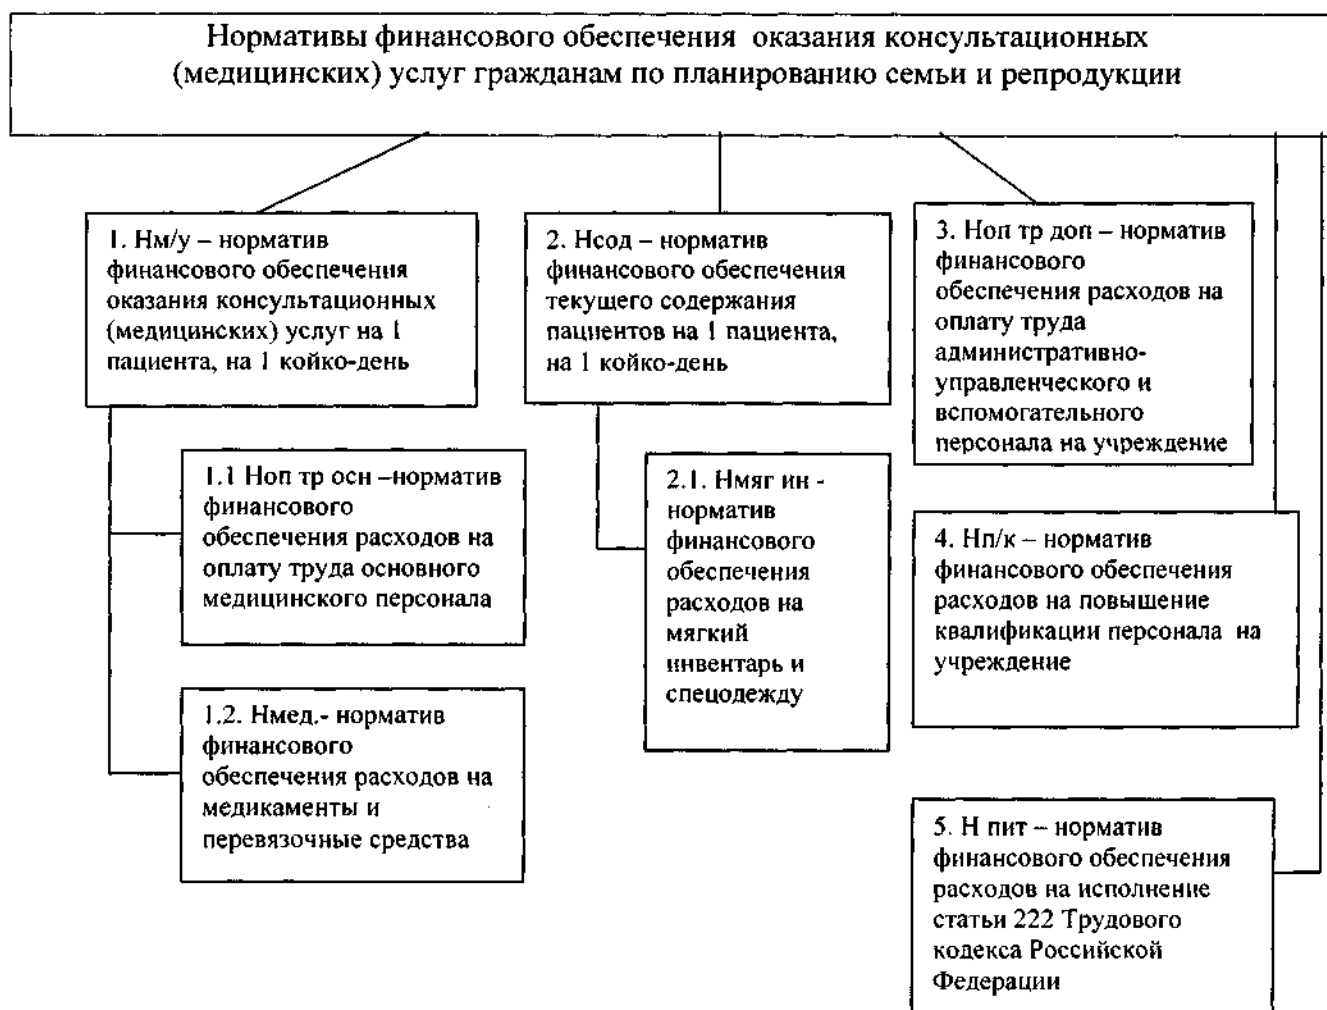 Нормативы финансового обеспечения оказания консультационных
(медицинских) услуг гражданам по планированию семьи и репродукции
1. Нм/у – норматив
финансового обеспечения
оказания консультационных
(медицинских) услуг на 1
пациента, на 1 койко-день
2. Нсод – норматив
финансового обеспечения
текущего содержания
пациентов на 1 пациента,
на 1 койко-день
3. Ноп тр доп – норматив
финансового
обеспечения расходов на
оплату труда
административно-
управленческого и
вспомогательного
персонала на учреждение
1.1 Ноп тр осн –норматив
финансового
обеспечения расходов на
оплату труда основного
медицинского персонала
2.1. Нмяг ин -
норматив
финансового
обеспечения
расходов на
мягкий
инвентарь и
спецодежду
4. Нп/к – норматив
финансового обеспечения
расходов на повышение
квалификации персонала на
учреждение
1.2. Нмед.- норматив
финансового
обеспечения расходов на
медикаменты и
перевязочные средства
5. Н пит – норматив
финансового обеспечения
расходов на исполнение
статьи 222 Трудового
кодекса Российской
Федерации